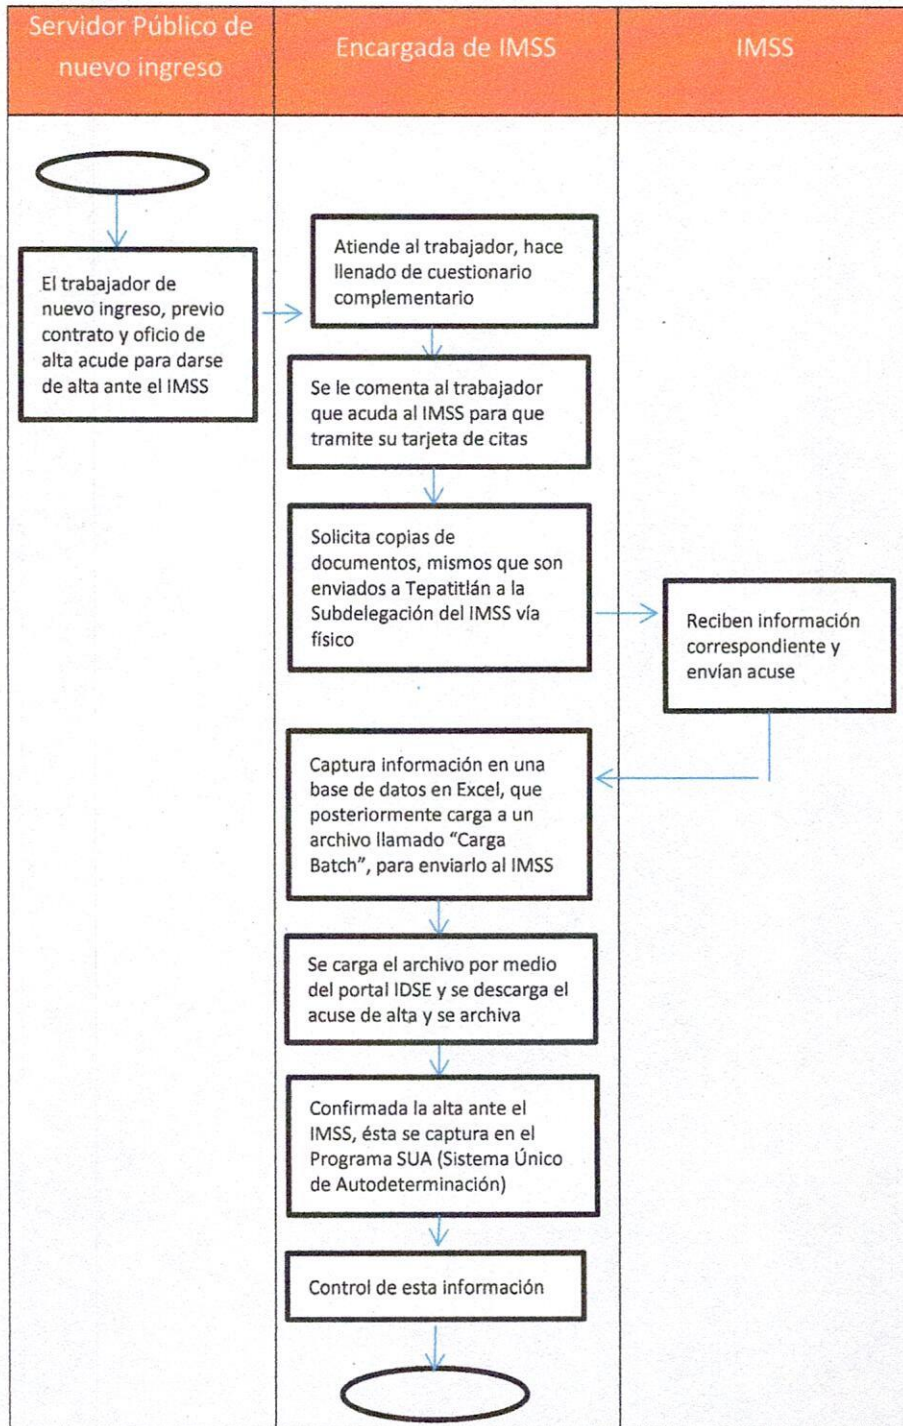 Servidor Público de
nuevo ingreso
Encargada de IMSS
IMSS
El trabajador de
nuevo ingreso, previo
contrato y oficio de
alta acude para darse
de alta ante el IMSS
Atiende al trabajador, hace
llenado de cuestionario
complementario
Se le comenta al trabajador
que acuda al IMSS para que
tramite su tarjeta de citas
Solicita copias de
documentos, mismos que son
enviados a Tepatitlán a la
Subdelegación del IMSS vía
físico
Reciben información
correspondiente y
envían acuse
Captura información en una
base de datos en Excel, que
posteriormente carga a un
archivo llamado “Carga
Batch”, para enviarlo al IMSS
Se carga el archivo por medio
del portal IDSE y se descarga el
acuse de alta y se archiva
Confirmada la alta ante el
IMSS, ésta se captura en el
Programa SUA (Sistema Único
de Autodeterminación)
Control de esta información